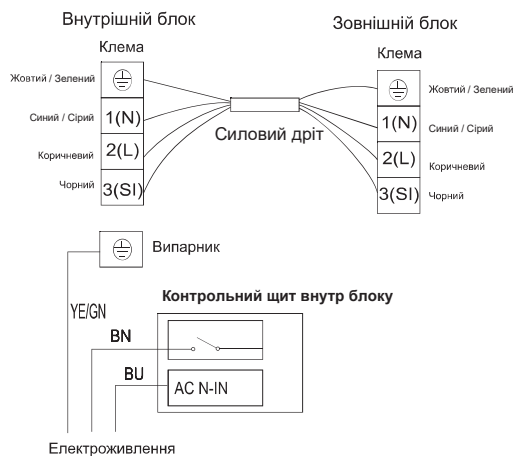 Внутрішній блок
Зовнішній блок
Клема
Клема
Жовтий / Зелений
Жовтий / Зелений
Синий / Сірий
1(N)
1(N)
Синий / Сірий
Силовий дріт
Коричневий
2(L)
2(L)
Коричневий
Чорний
3(SI)
3(SI)
Чорний
Випарник
YE/GN
Контрольний щит внутр блоку
BN
BU
AC N-IN
Електроживлення